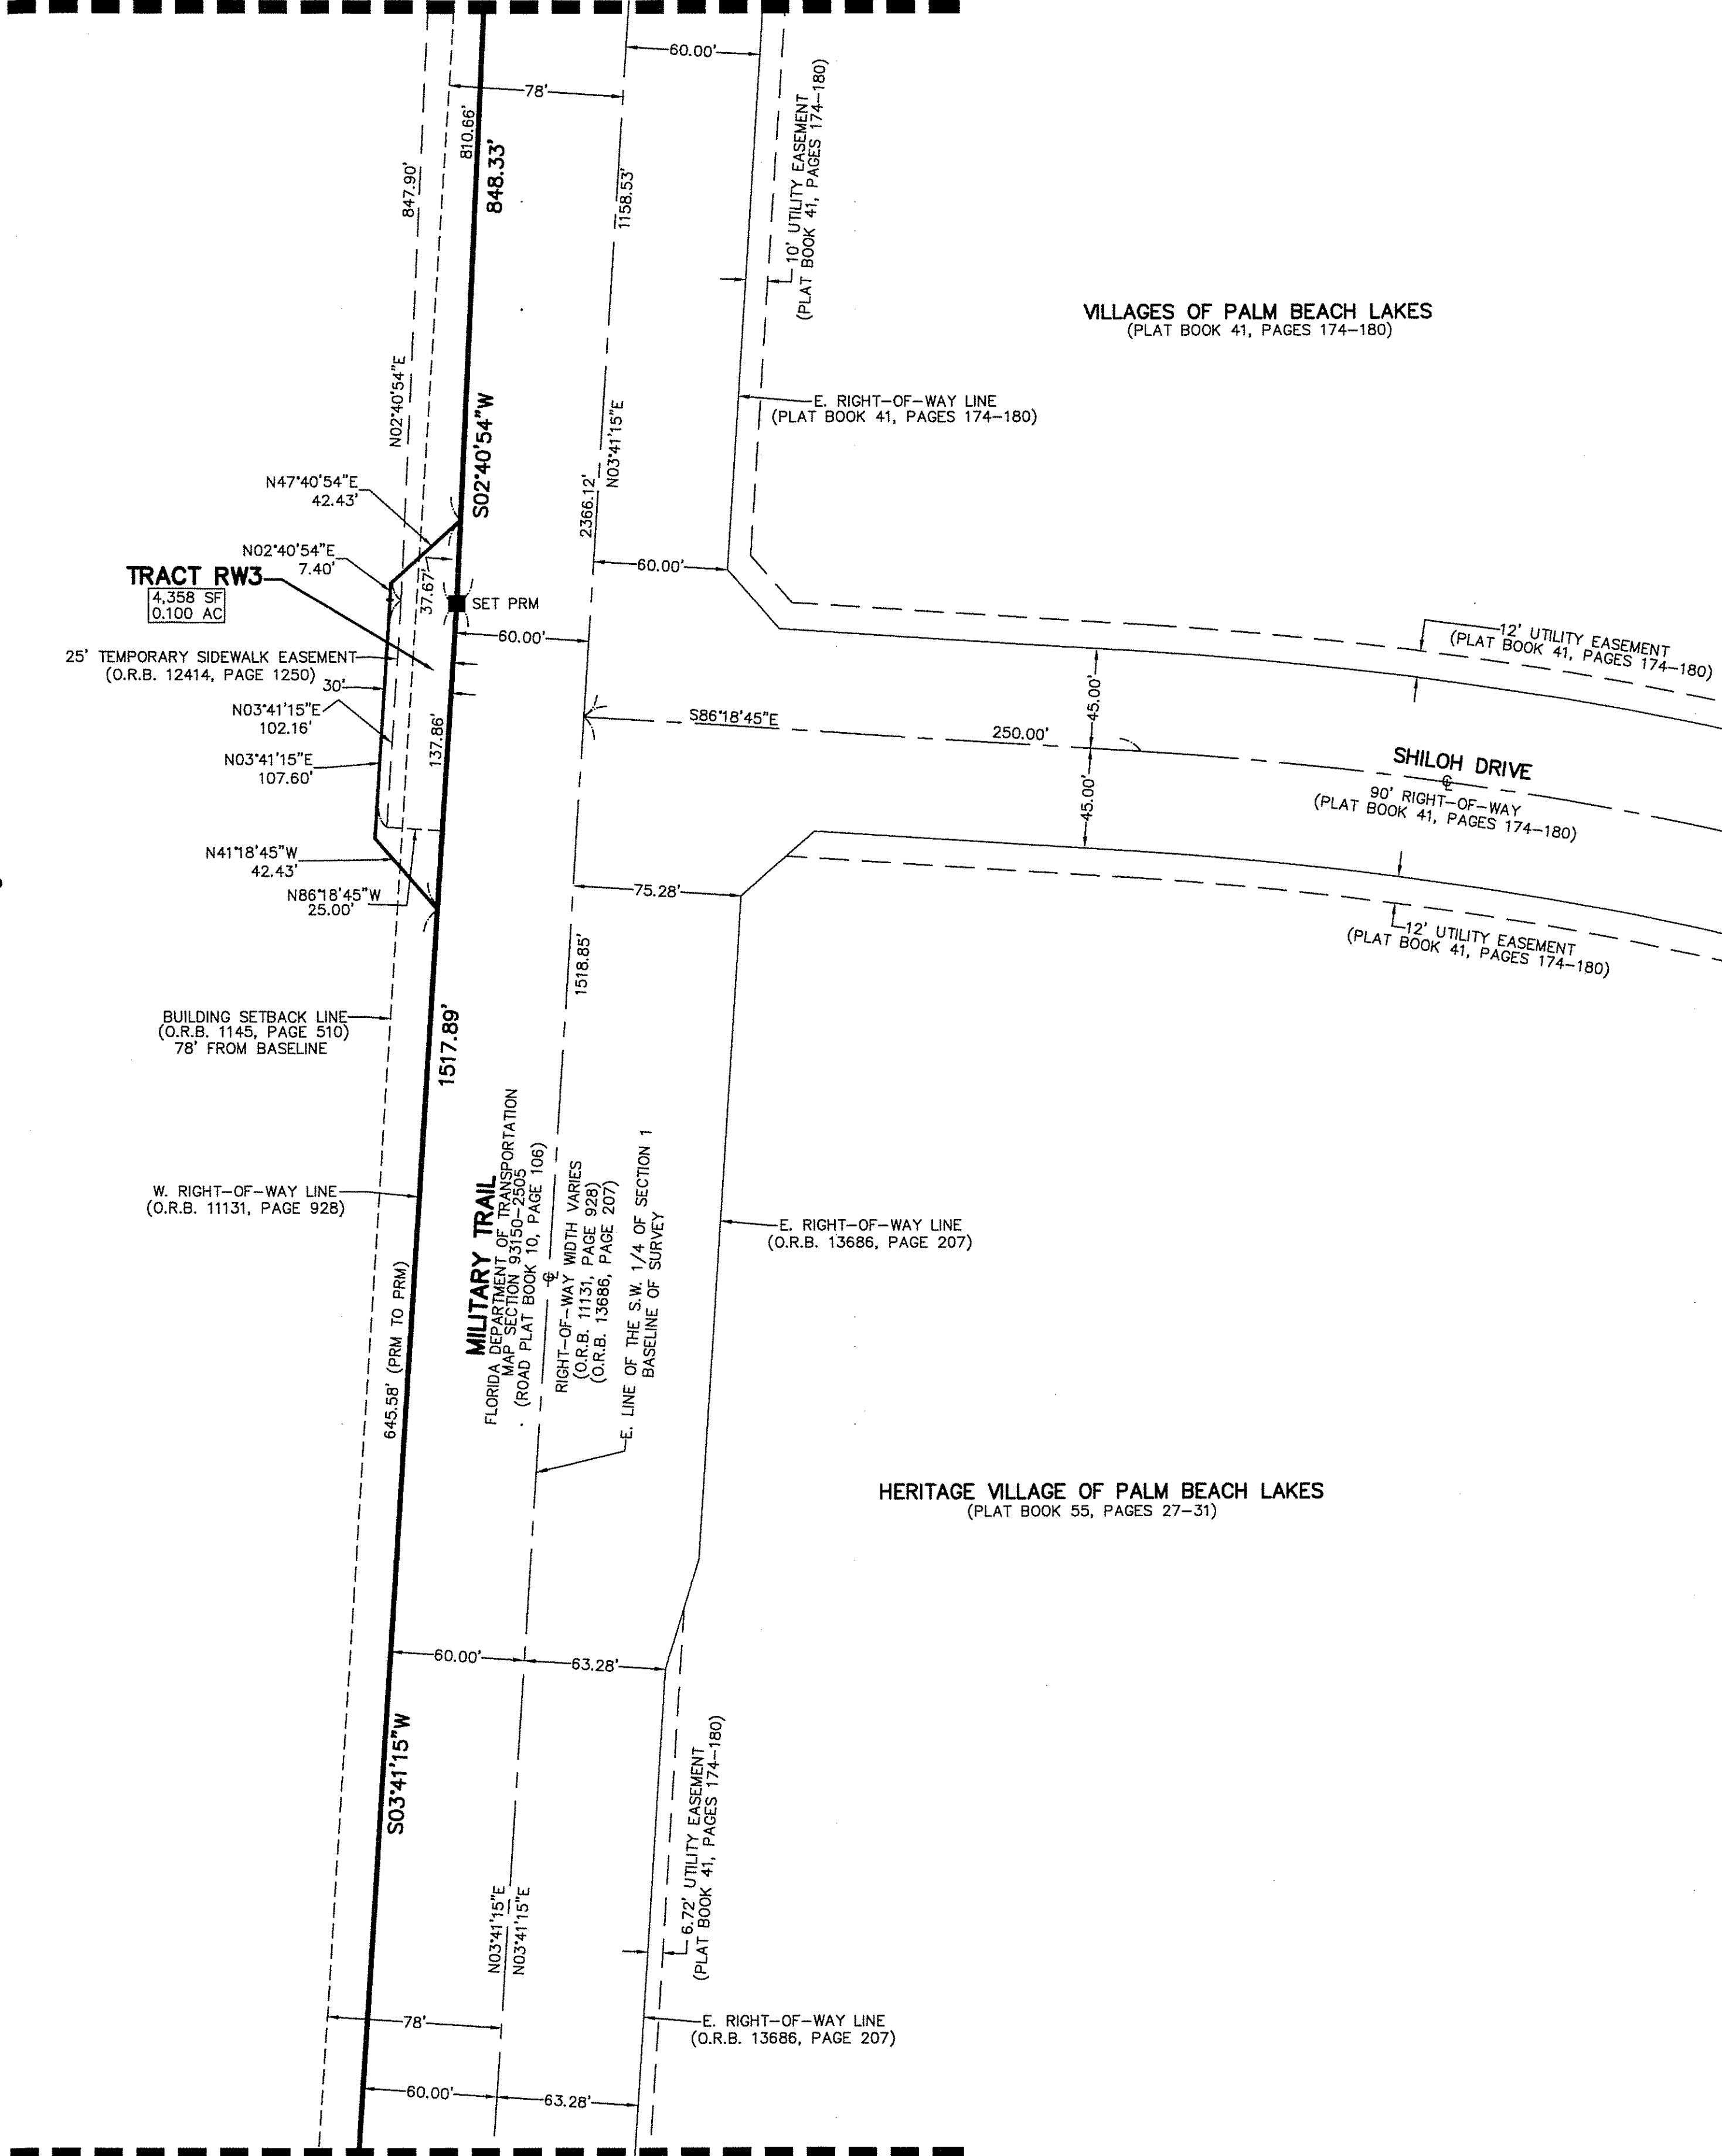 60.00'
78'
810.66'
848.33'
847.90'
1158.53'
10' UTILITY EASEMENT
(PLAT BOOK 41, PAGES 174-180)
VILLAGES OF PALM BEACH LAKES
(PLAT BOOK 41, PAGES 174-180)
N02°40'54"E
S02°40'54"W
N03°41'15"E
2366.12'
E. RIGHT-OF-WAY LINE
(PLAT BOOK 41, PAGES 174-180)
N47°40'54"E
42.43'
N02°40'54"E
7.40'
TRACT RW3
4,358 SF
0.100 AC
37.67'
SET PRM
60.00'
60.00'
25' TEMPORARY SIDEWALK EASEMENT
(O.R.B. 12414, PAGE 1250)
30'
N03°41'15"E
102.16'
N03°41'15"E
107.60'
137.86'
N41°18'45"W
42.43'
N86°18'45"W
25.00'
S86°18'45"E
250.00'
45.00'
45.00'
12' UTILITY EASEMENT
(PLAT BOOK 41, PAGES 174-180)
SHILOH DRIVE
90' RIGHT-OF-WAY
(PLAT BOOK 41, PAGES 174-180)
12' UTILITY EASEMENT
(PLAT BOOK 41, PAGES 174-180)
75.28'
1518.85'
1517.89'
BUILDING SETBACK LINE
(O.R.B. 1145, PAGE 510)
78' FROM BASELINE
W. RIGHT-OF-WAY LINE
(O.R.B. 11131, PAGE 928)
645.58' (PRM TO PRM)
MILITARY TRAIL
FLORIDA DEPARTMENT OF TRANSPORTATION
MAP SECTION 93150-2505
(ROAD PLAT BOOK 10, PAGE 106)
RIGHT-OF-WAY WIDTH VARIES
(O.R.B. 11131, PAGE 928)
(O.R.B. 13686, PAGE 207)
E. LINE OF THE S.W. 1/4 OF SECTION 1
BASELINE OF SURVEY
E. RIGHT-OF-WAY LINE
(O.R.B. 13686, PAGE 207)
HERITAGE VILLAGE OF PALM BEACH LAKES
(PLAT BOOK 55, PAGES 27-31)
60.00'
63.28'
S03°41'15"W
6.72' UTILITY EASEMENT
(PLAT BOOK 41, PAGES 174-180)
N03°41'15"E
N03°41'15"E
78'
E. RIGHT-OF-WAY LINE
(O.R.B. 13686, PAGE 207)
60.00'
63.28'